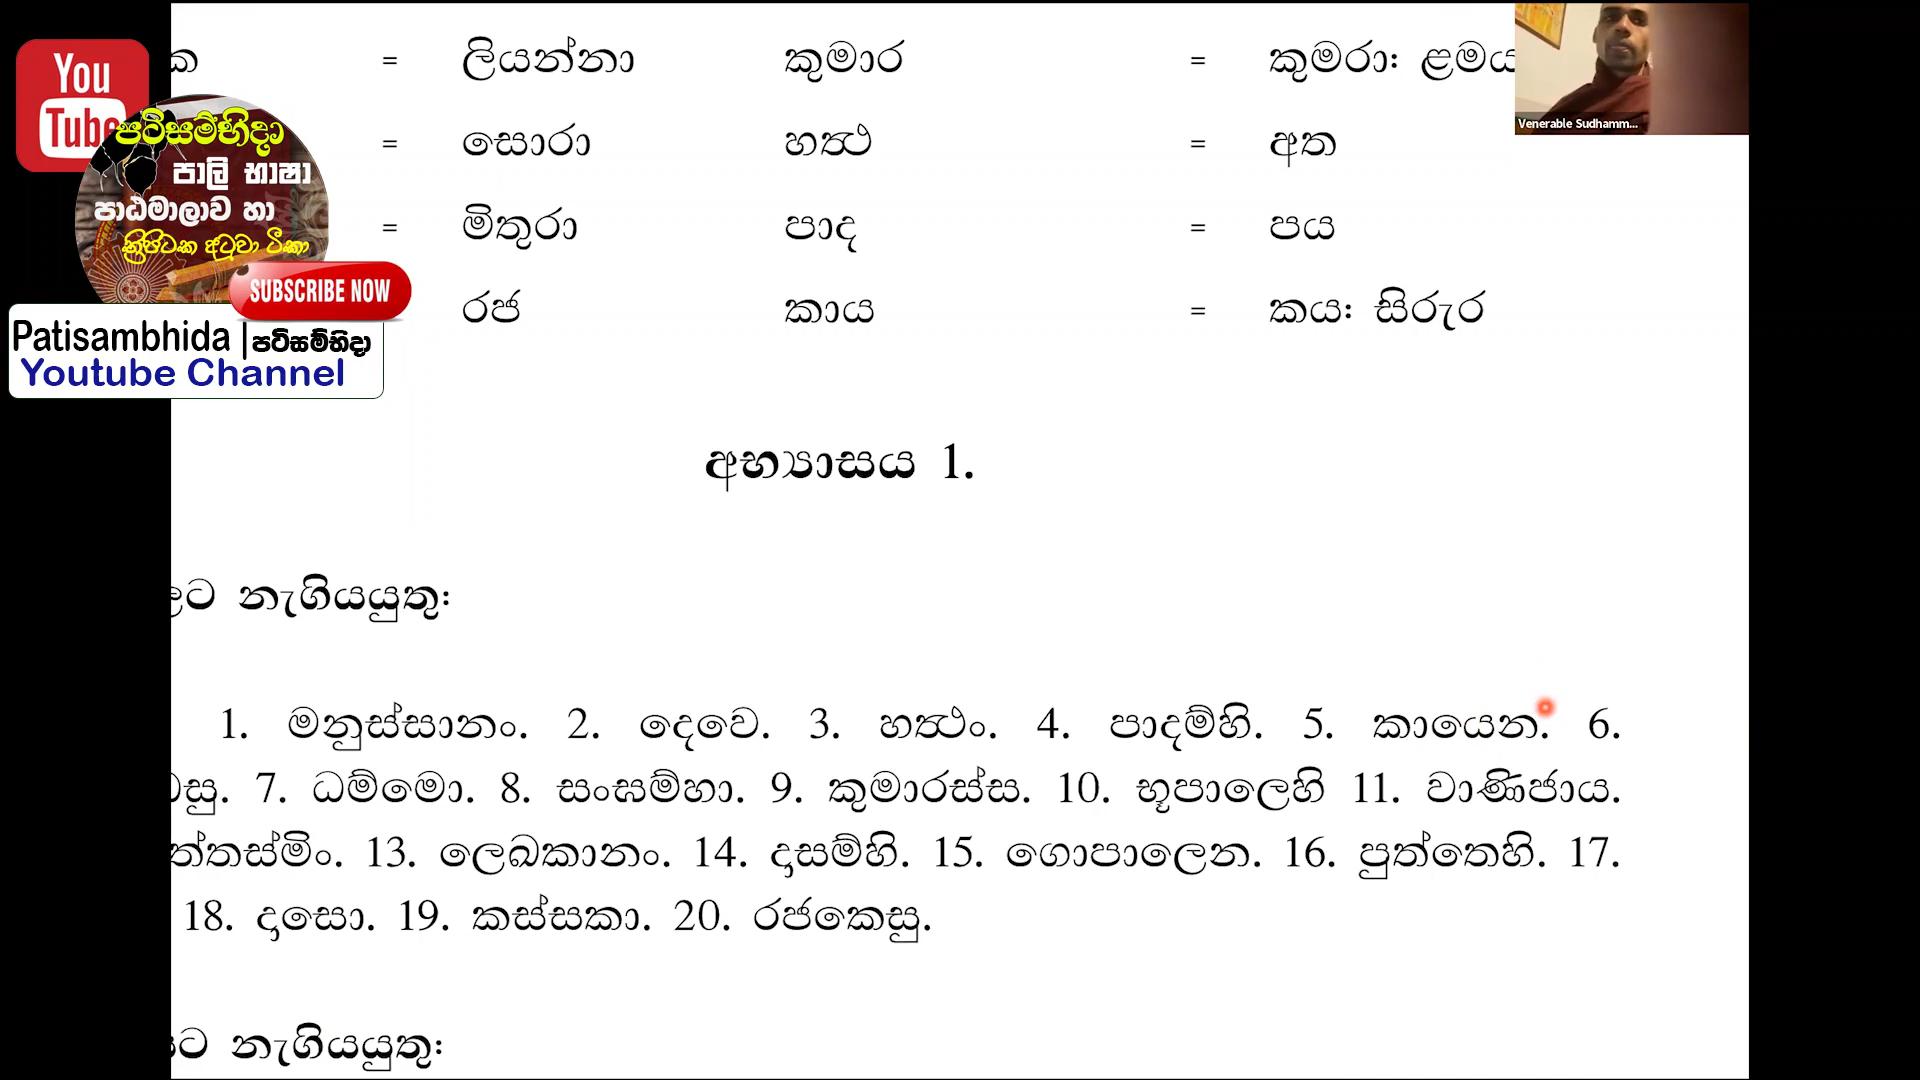 ක = ලියන්නා කුමාර = කුමරා: ළමය
= සොරා හත්‍ථ = අත
= මිතුරා පාද = පය
රජ කාය = කය: සිරුර
You
Tube
පටිසම්භිදා
පාලි භාෂා
පාඨමාලාව හා
ත්‍රිපිටක අටුවා ටීකා
SUBSCRIBE NOW
Patisambhida | පටිසම්භිදා
Youtube Channel
Venerable Sudhamm...
අභ්‍යාසය 1.
ට නැගියයුතු:
1. මනුස්සානං. 2. දෙවෙ. 3. හත්‍ථං. 4. පාදම්හි. 5. කායෙන. 6.
සු. 7. ධම්මො. 8. සංඝම්හා. 9. කුමාරස්ස. 10. භූපාලෙහි 11. වාණිජාය.
ත්තස්මිං. 13. ලෙඛකානං. 14. දාසම්හි. 15. ගොපාලෙන. 16. පුත්තෙහි. 17.
18. දාසො. 19. කස්සකා. 20. රජකෙසු.
ට නැගියයුතු: